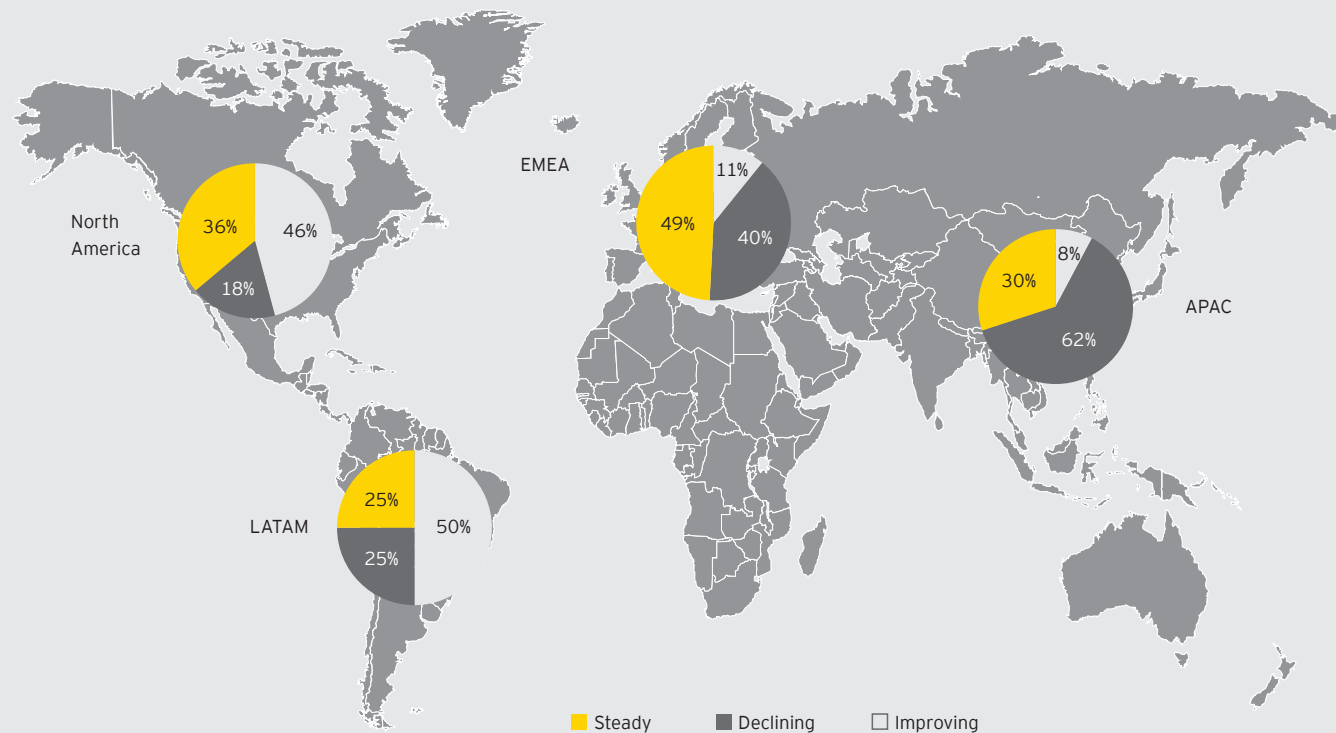 EMEA
11%
49%
40%
North
America
36%
46%
18%
8%
30%
62%
APAC
LATAM
25%
50%
25%
Steady
Declining
Improving